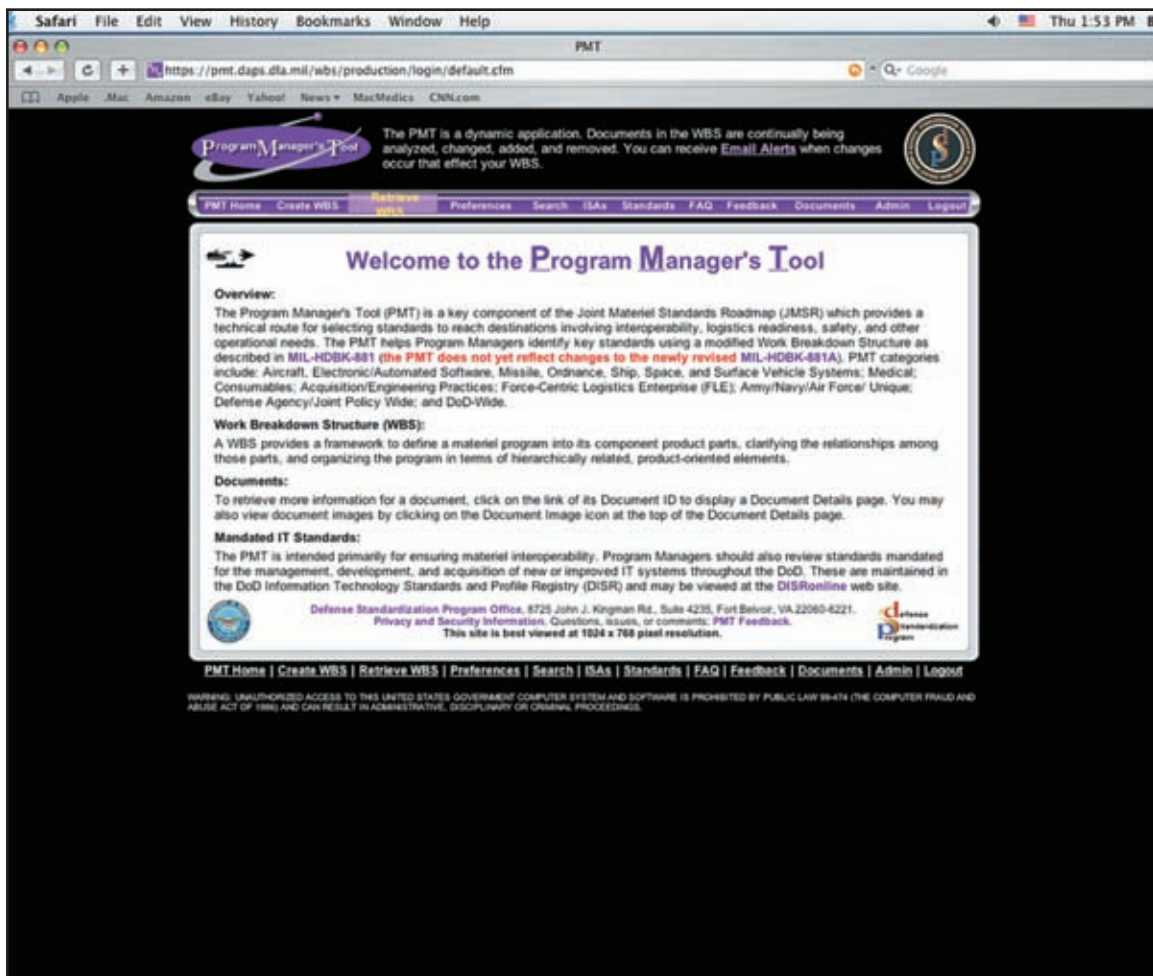 Safari File Edit View History Bookmarks Window Help Thu 1:53 PM
PMT
https://pmt.daps.dla.mil/wbs/production/login/default.cfm Google
Apple .Mac Amazon eBay Yahoo! News MacMedics CNN.com
Program Manager's Tool
The PMT is a dynamic application. Documents in the WBS are continually being
analyzed, changed, added, and removed. You can receive Email Alerts when changes
occur that effect your WBS.
PMT Home Create WBS Retrieve WBS Preferences Search ISAs Standards FAQ Feedback Documents Admin Logout
Welcome to the Program Manager's Tool
Overview:
The Program Manager's Tool (PMT) is a key component of the Joint Materiel Standards Roadmap (JMSR) which provides a
technical route for selecting standards to reach destinations involving interoperability, logistics readiness, safety, and other
operational needs. The PMT helps Program Managers identify key standards using a modified Work Breakdown Structure as
described in MIL-HDBK-881 (the PMT does not yet reflect changes to the newly revised MIL-HDBK-881A). PMT categories
include: Aircraft, Electronic/Automated Software, Missile, Ordnance, Ship, Space, and Surface Vehicle Systems; Medical;
Consumables; Acquisition/Engineering Practices; Force-Centric Logistics Enterprise (FLE); Army/Navy/Air Force/ Unique;
Defense Agency/Joint Policy Wide; and DoD-Wide.
Work Breakdown Structure (WBS):
A WBS provides a framework to define a materiel program into its component product parts, clarifying the relationships among
those parts, and organizing the program in terms of hierarchically related, product-oriented elements.
Documents:
To retrieve more information for a document, click on the link of its Document ID to display a Document Details page. You may
also view document images by clicking on the Document Image icon at the top of the Document Details page.
Mandated IT Standards:
The PMT is intended primarily for ensuring materiel interoperability. Program Managers should also review standards mandated
for the management, development, and acquisition of new or improved IT systems throughout the DoD. These are maintained in
the DoD Information Technology Standards and Profile Registry (DISR) and may be viewed at the DISRonline web site.
Defense Standardization Program Office, 8725 John J. Kingman Rd., Suite 4235, Fort Belvoir, VA 22060-6221.
Privacy and Security Information. Questions, issues, or comments: PMT Feedback.
This site is best viewed at 1024 x 768 pixel resolution.
defense
Standardization
Program
PMT Home | Create WBS | Retrieve WBS | Preferences | Search | ISAs | Standards | FAQ | Feedback | Documents | Admin | Logout
WARNING: UNAUTHORIZED ACCESS TO THIS UNITED STATES GOVERNMENT COMPUTER SYSTEM AND SOFTWARE IS PROHIBITED BY PUBLIC LAW 99-474 (THE COMPUTER FRAUD AND
ABUSE ACT OF 1986) AND CAN RESULT IN ADMINISTRATIVE, DISCIPLINARY OR CRIMINAL PROCEEDINGS.